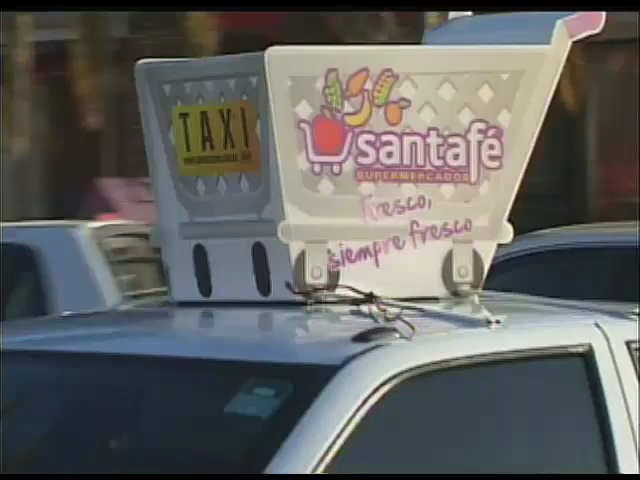 TAXI
santafé
SUPERMERCADOS
fresco,
siempre fresco